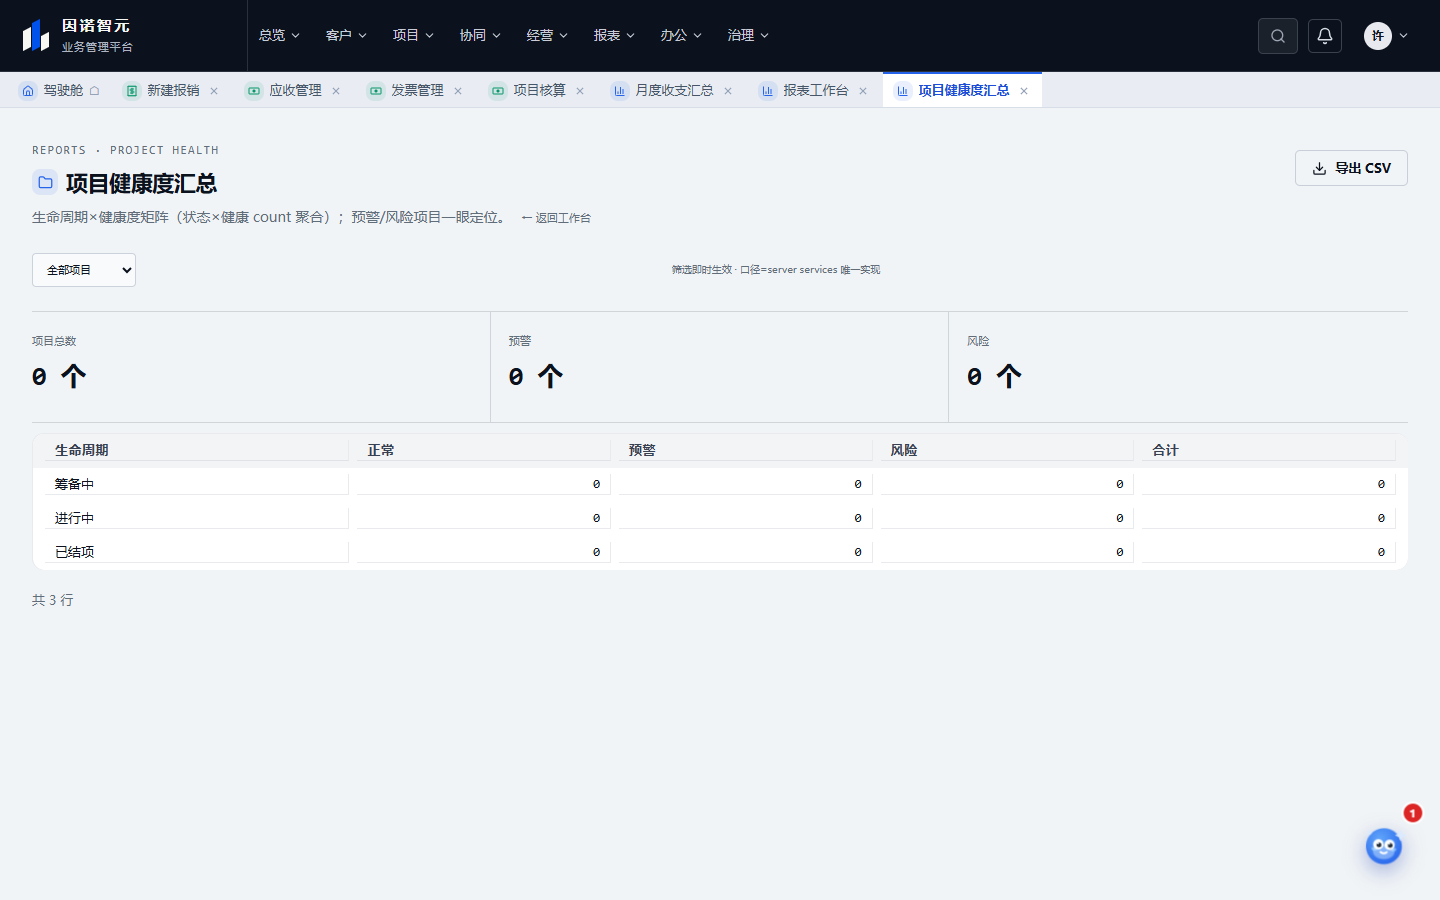 因诺智元
业务管理平台
总览 客户 项目 协同 经营 报表 办公 治理
许
驾驶舱 新建报销 应收管理 发票管理 项目核算 月度收支汇总 报表工作台 项目健康度汇总
REPORTS · PROJECT HEALTH
项目健康度汇总
导出 CSV
生命周期×健康度矩阵（状态×健康 count 聚合）；预警/风险项目一眼定位。 ← 返回工作台
全部项目
筛选即时生效 · 口径=server services 唯一实现
项目总数 预警 风险
0 个 0 个 0 个
生命周期 正常 预警 风险 合计
筹备中 0 0 0 0
进行中 0 0 0 0
已结项 0 0 0 0
共 3 行
1